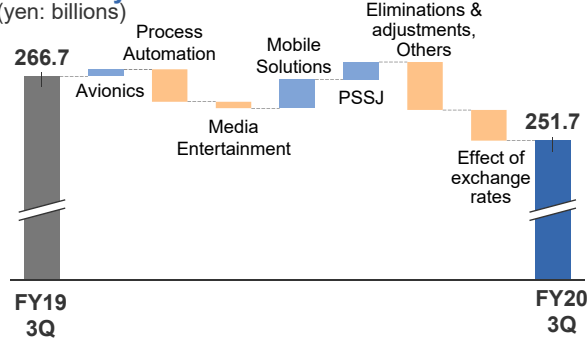 (yen: billions)
Eliminations &
adjustments,
Others
Process
Automation
Mobile
Solutions
266.7
Avionics
PSSJ
Media
Entertainment
251.7
Effect of
exchange
rates
FY19
3Q
FY20
3Q